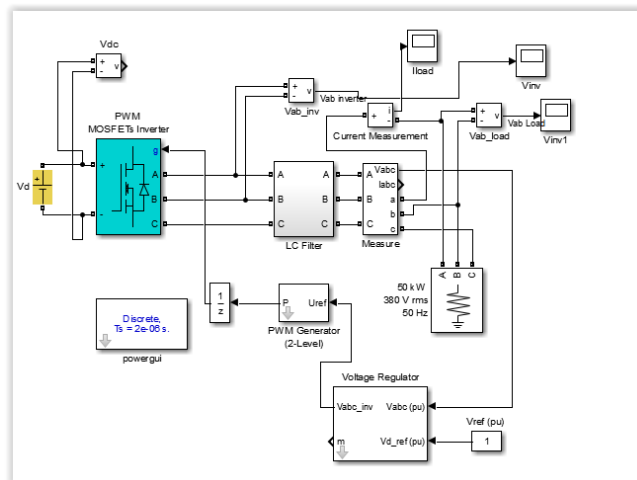 Vdc
+
v
-
PWM
MOSFETs Inverter
g
+
-
A
B
C
Vd
+
+
v
-
Vab_inv
Vab inverter
Iload
Vinv
i
+
-
Current Measurement
+
v
-
Vab_load
Vab Load
Vinv1
A A
B B
C C
LC Filter
Vabc
Iabc
A
B
C
a
b
c
Measure
A B C
50 kW
380 V rms
50 Hz
Discrete,
Ts = 2e-06 s.
powergui
1
z
P Uref
PWM Generator
(2-Level)
Voltage Regulator
Vabc_inv Vabc (pu)
m Vd_ref (pu)
Vref (pu)
1